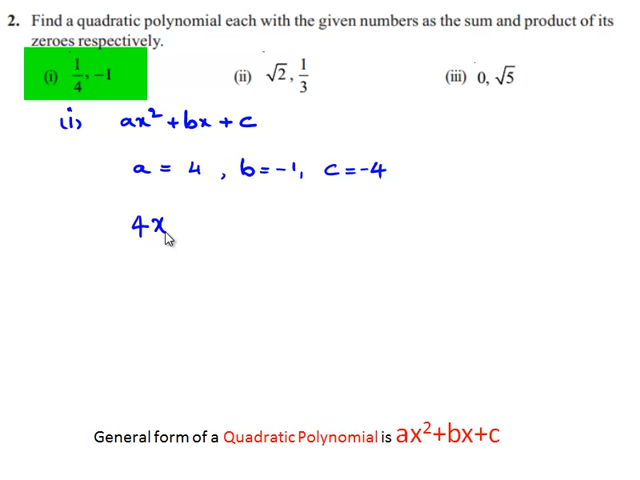 2. Find a quadratic polynomial each with the given numbers as the sum and product of its
zeroes respectively.
(i) 1/4, −1 (ii) √2, 1/3 (iii) 0, √5
(i) ax² + bx + c
a = 4, b = -1, c = -4
4x
General form of a Quadratic Polynomial is ax²+bx+c